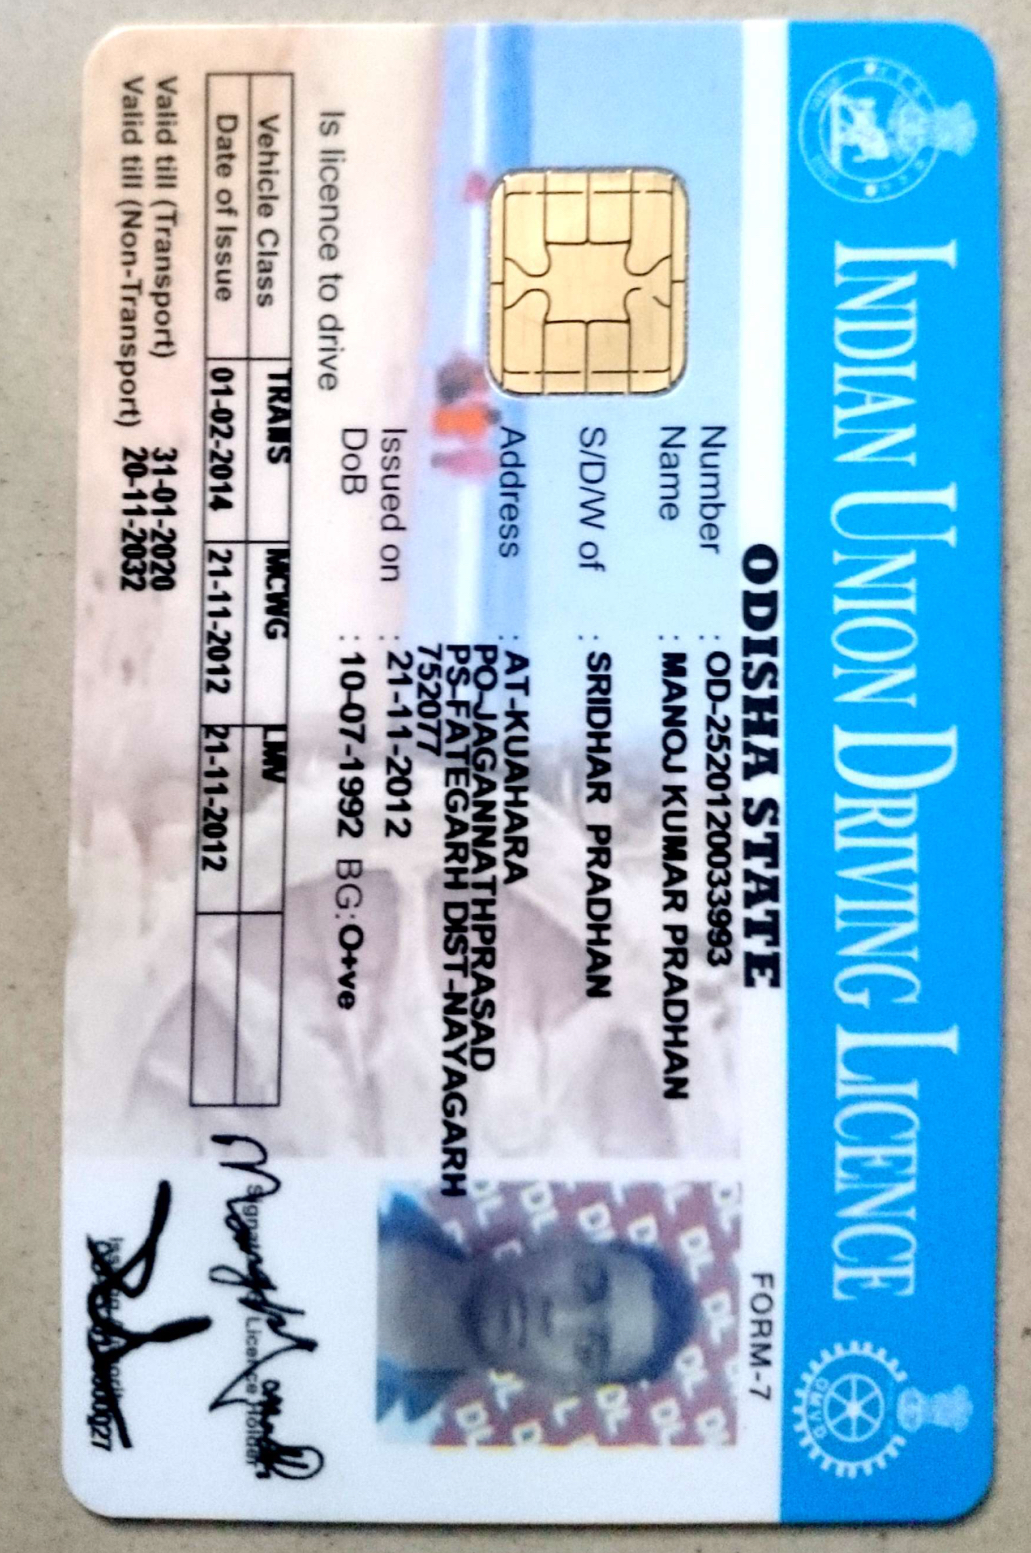 INDIAN UNION DRIVING LICENCE
ODISHA STATE
FORM-7
Number : OD-2520120033993
Name : MANOJ KUMAR PRADHAN
S/D/W of : SRIDHAR PRADHAN
Address : AT-KUAHARA
PO-JAGANNATHPRASAD
PS-FATEGARH DIST-NAYAGARH
752077
Issued on : 21-11-2012
DoB : 10-07-1992 BG:O+ve
Is licence to drive
Vehicle Class TRANS MCWG LMV
Date of Issue 01-02-2014 21-11-2012 21-11-2012
Valid till (Transport) 31-01-2020
Valid till (Non-Transport) 20-11-2032
Signature Licence Holder
Issuing Authority